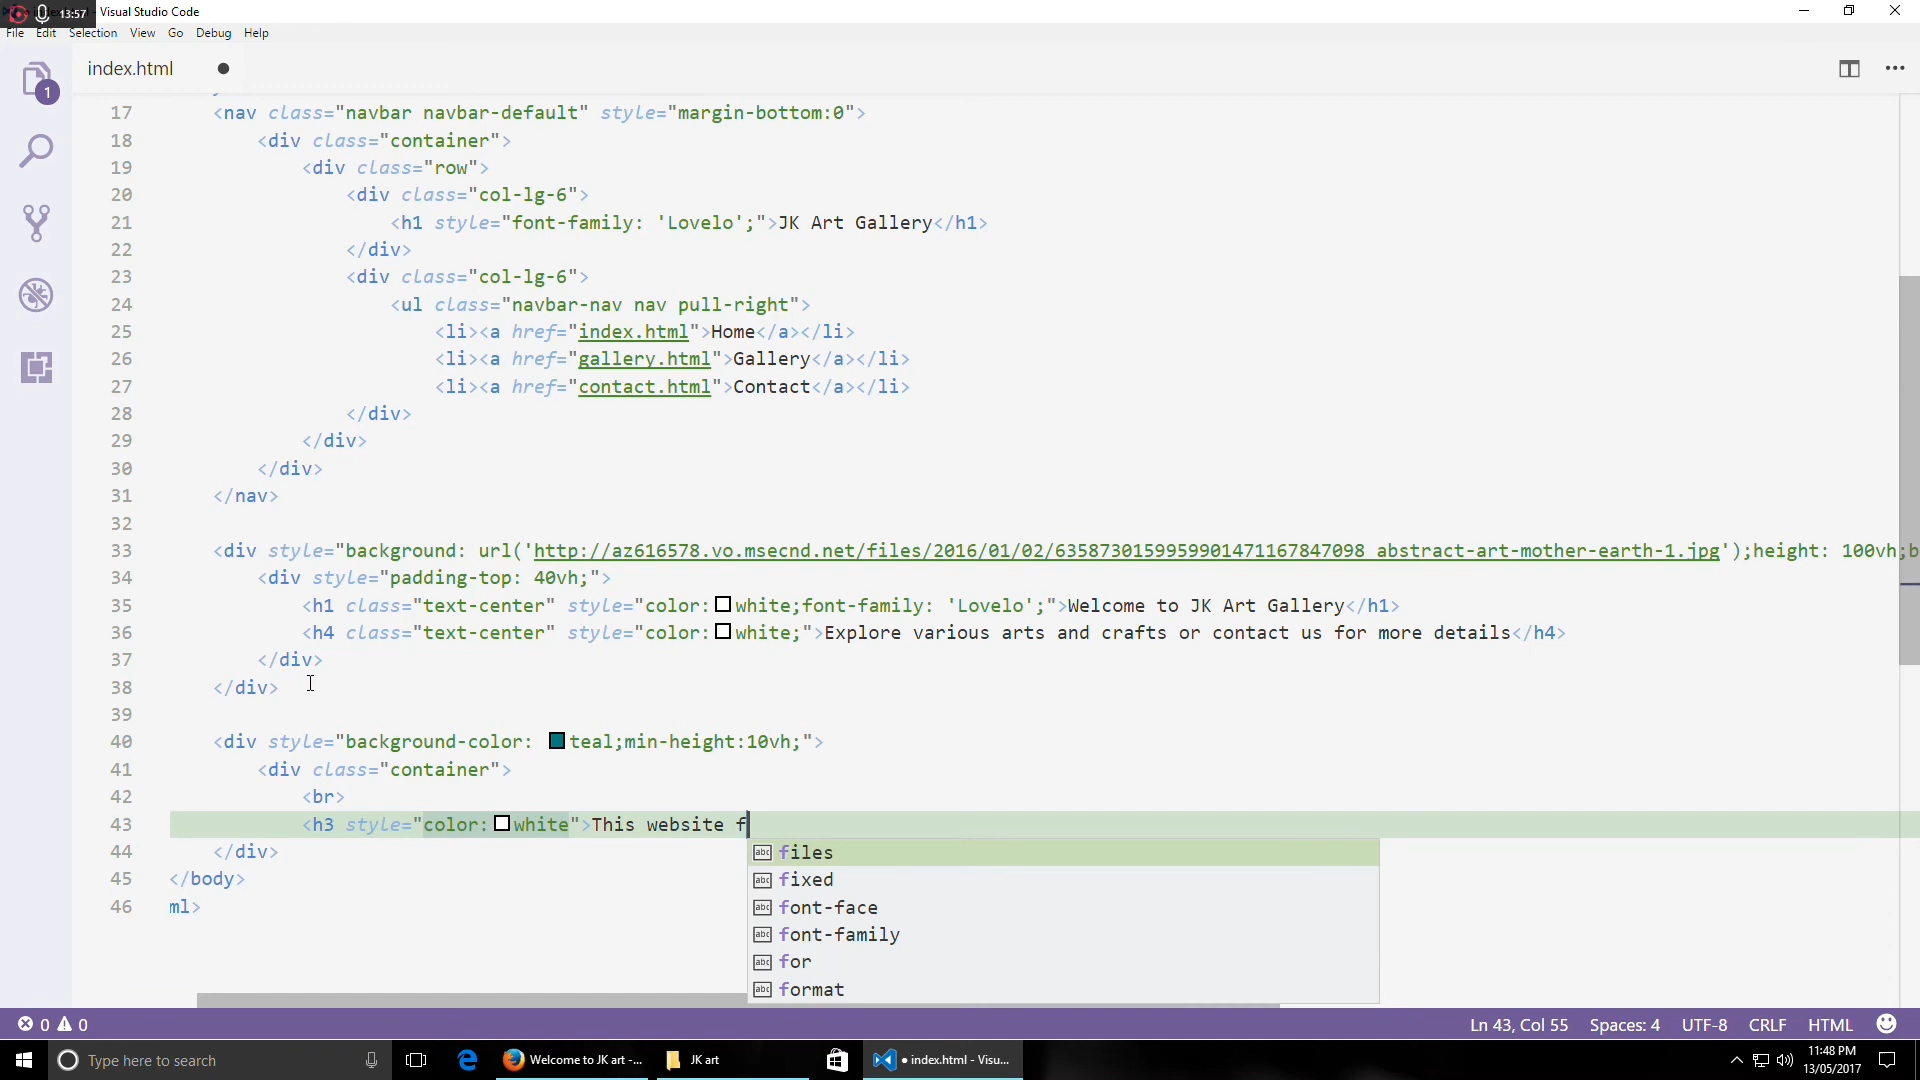 13:57 - Visual Studio Code
File Edit Selection View Go Debug Help
index.html
1
17 <nav class="navbar navbar-default" style="margin-bottom:0">
18 <div class="container">
19 <div class="row">
20 <div class="col-lg-6">
21 <h1 style="font-family: 'Lovelo';">JK Art Gallery</h1>
22 </div>
23 <div class="col-lg-6">
24 <ul class="navbar-nav nav pull-right">
25 <li><a href="index.html">Home</a></li>
26 <li><a href="gallery.html">Gallery</a></li>
27 <li><a href="contact.html">Contact</a></li>
28 </div>
29 </div>
30 </div>
31 </nav>
32
33 <div style="background: url('http://az616578.vo.msecnd.net/files/2016/01/02/6358730159959901471167847098_abstract-art-mother-earth-1.jpg');height: 100vh;b
34 <div style="padding-top: 40vh;">
35 <h1 class="text-center" style="color:white;font-family: 'Lovelo';">Welcome to JK Art Gallery</h1>
36 <h4 class="text-center" style="color:white;">Explore various arts and crafts or contact us for more details</h4>
37 </div>
38 </div>
39
40 <div style="background-color: teal;min-height:10vh;">
41 <div class="container">
42 <br>
43 <h3 style="color:white">This website f
44 </div>
45 </body>
46 ml>
files
fixed
font-face
font-family
for
format
0 0 Ln 43, Col 55 Spaces: 4 UTF-8 CRLF HTML
Type here to search Welcome to JK art -... JK art • index.html - Visu... 11:48 PM
13/05/2017